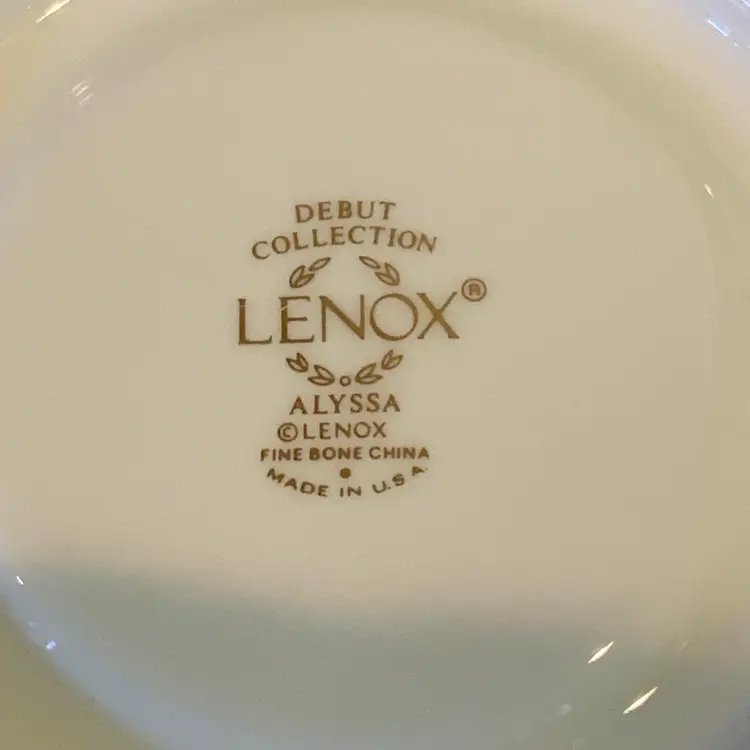 DEBUT
COLLECTION
LENOX®
ALYSSA
©LENOX
FINE BONE CHINA
MADE IN U.S.A.